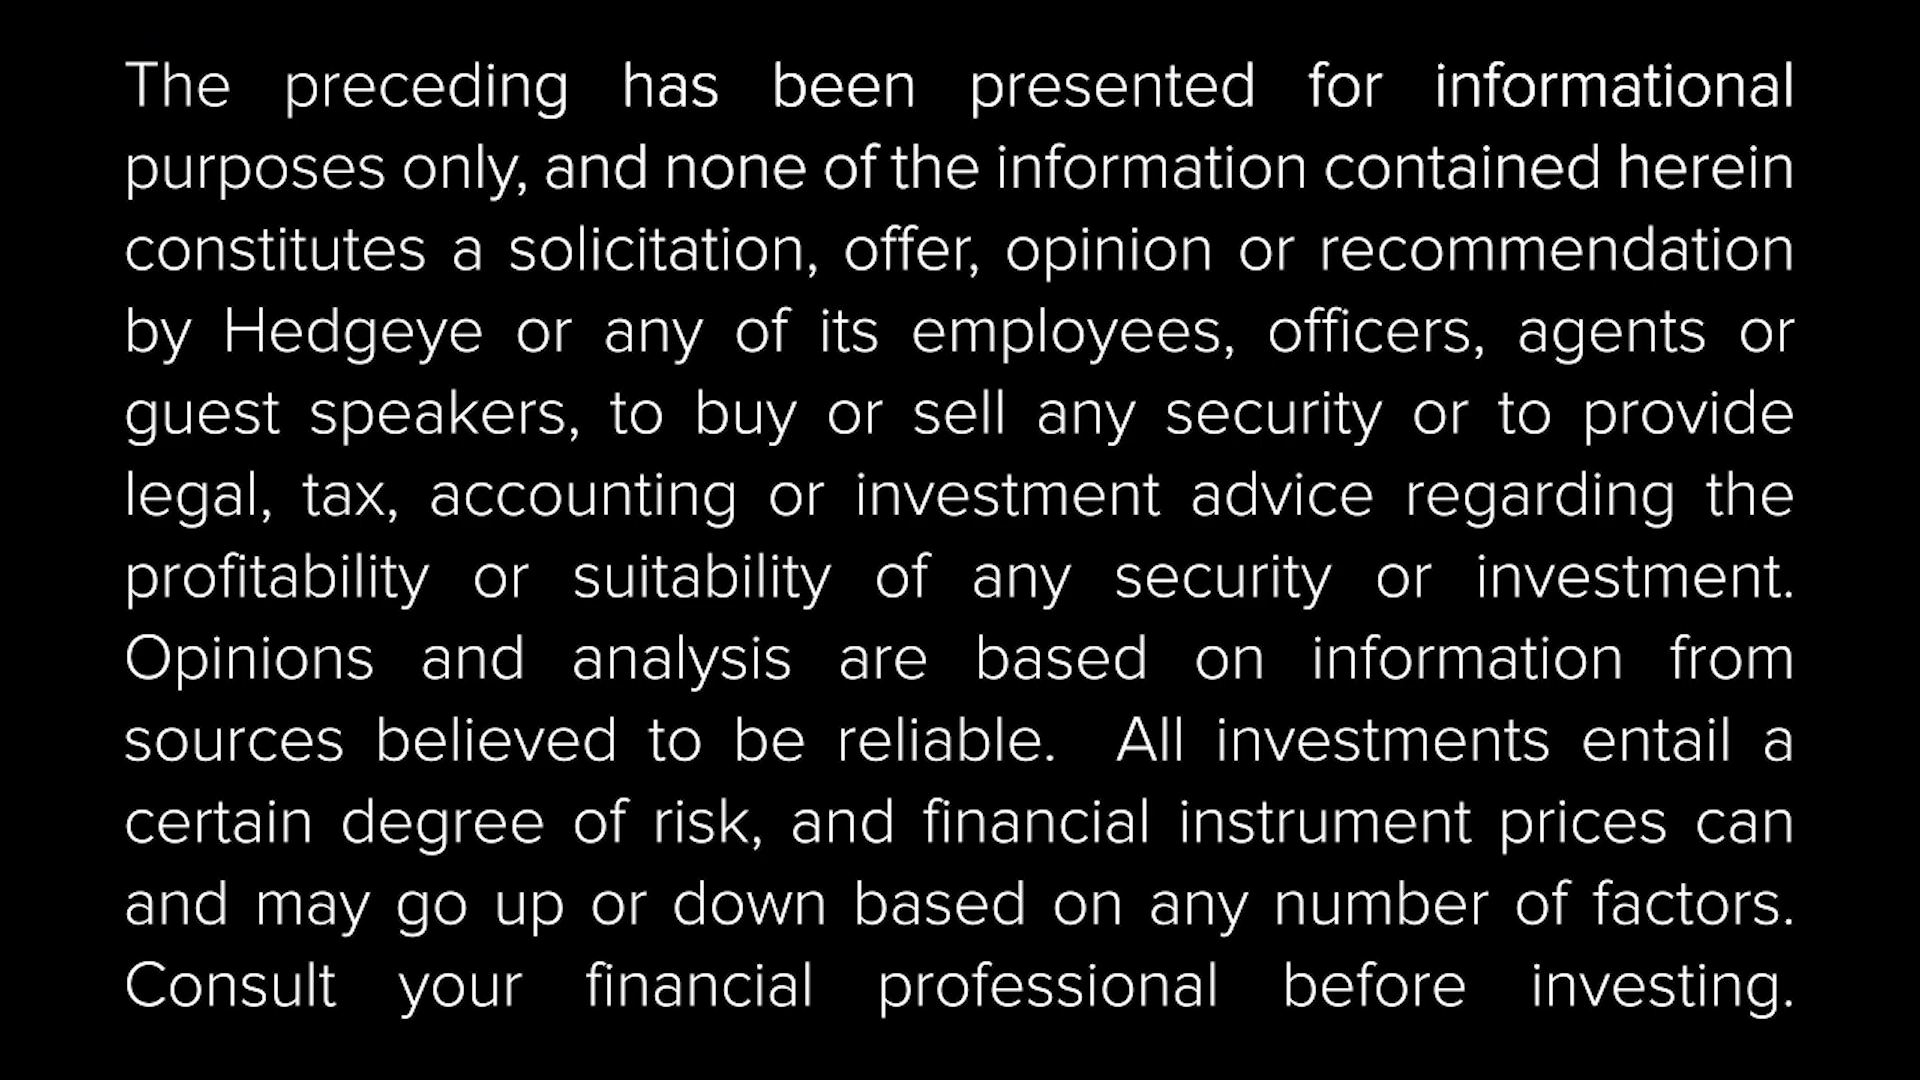 The preceding has been presented for informational
purposes only, and none of the information contained herein
constitutes a solicitation, offer, opinion or recommendation
by Hedgeye or any of its employees, officers, agents or
guest speakers, to buy or sell any security or to provide
legal, tax, accounting or investment advice regarding the
profitability or suitability of any security or investment.
Opinions and analysis are based on information from
sources believed to be reliable.  All investments entail a
certain degree of risk, and financial instrument prices can
and may go up or down based on any number of factors.
Consult your financial professional before investing.